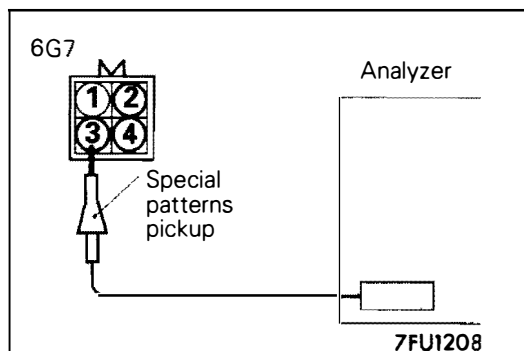 6G7
1 2
3 4
Analyzer
Special
patterns
pickup
7FU1208